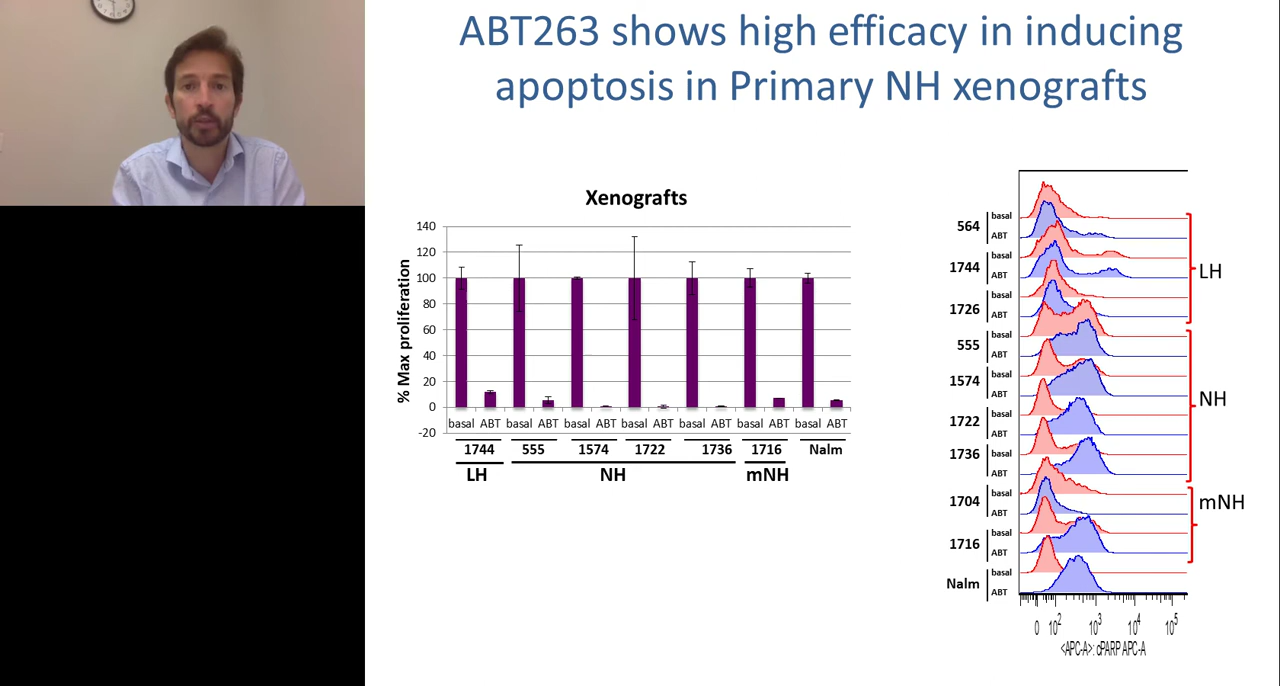 ABT263 shows high efficacy in inducing
apoptosis in Primary NH xenografts
Xenografts
% Max proliferation
140
120
100
80
60
40
20
0
-20
basal ABT basal ABT basal ABT basal ABT basal ABT basal ABT basal ABT
1744 555 1574 1722 1736 1716 Nalm
LH NH mNH
564 basal
ABT
1744 basal
ABT
1726 basal
ABT
555 basal
ABT
1574 basal
ABT
1722 basal
ABT
1736 basal
ABT
1704 basal
ABT
1716 basal
ABT
Nalm basal
ABT
LH
NH
mNH
0 10² 10³ 10⁴ 10⁵
<APC-A>: cPARP APC-A